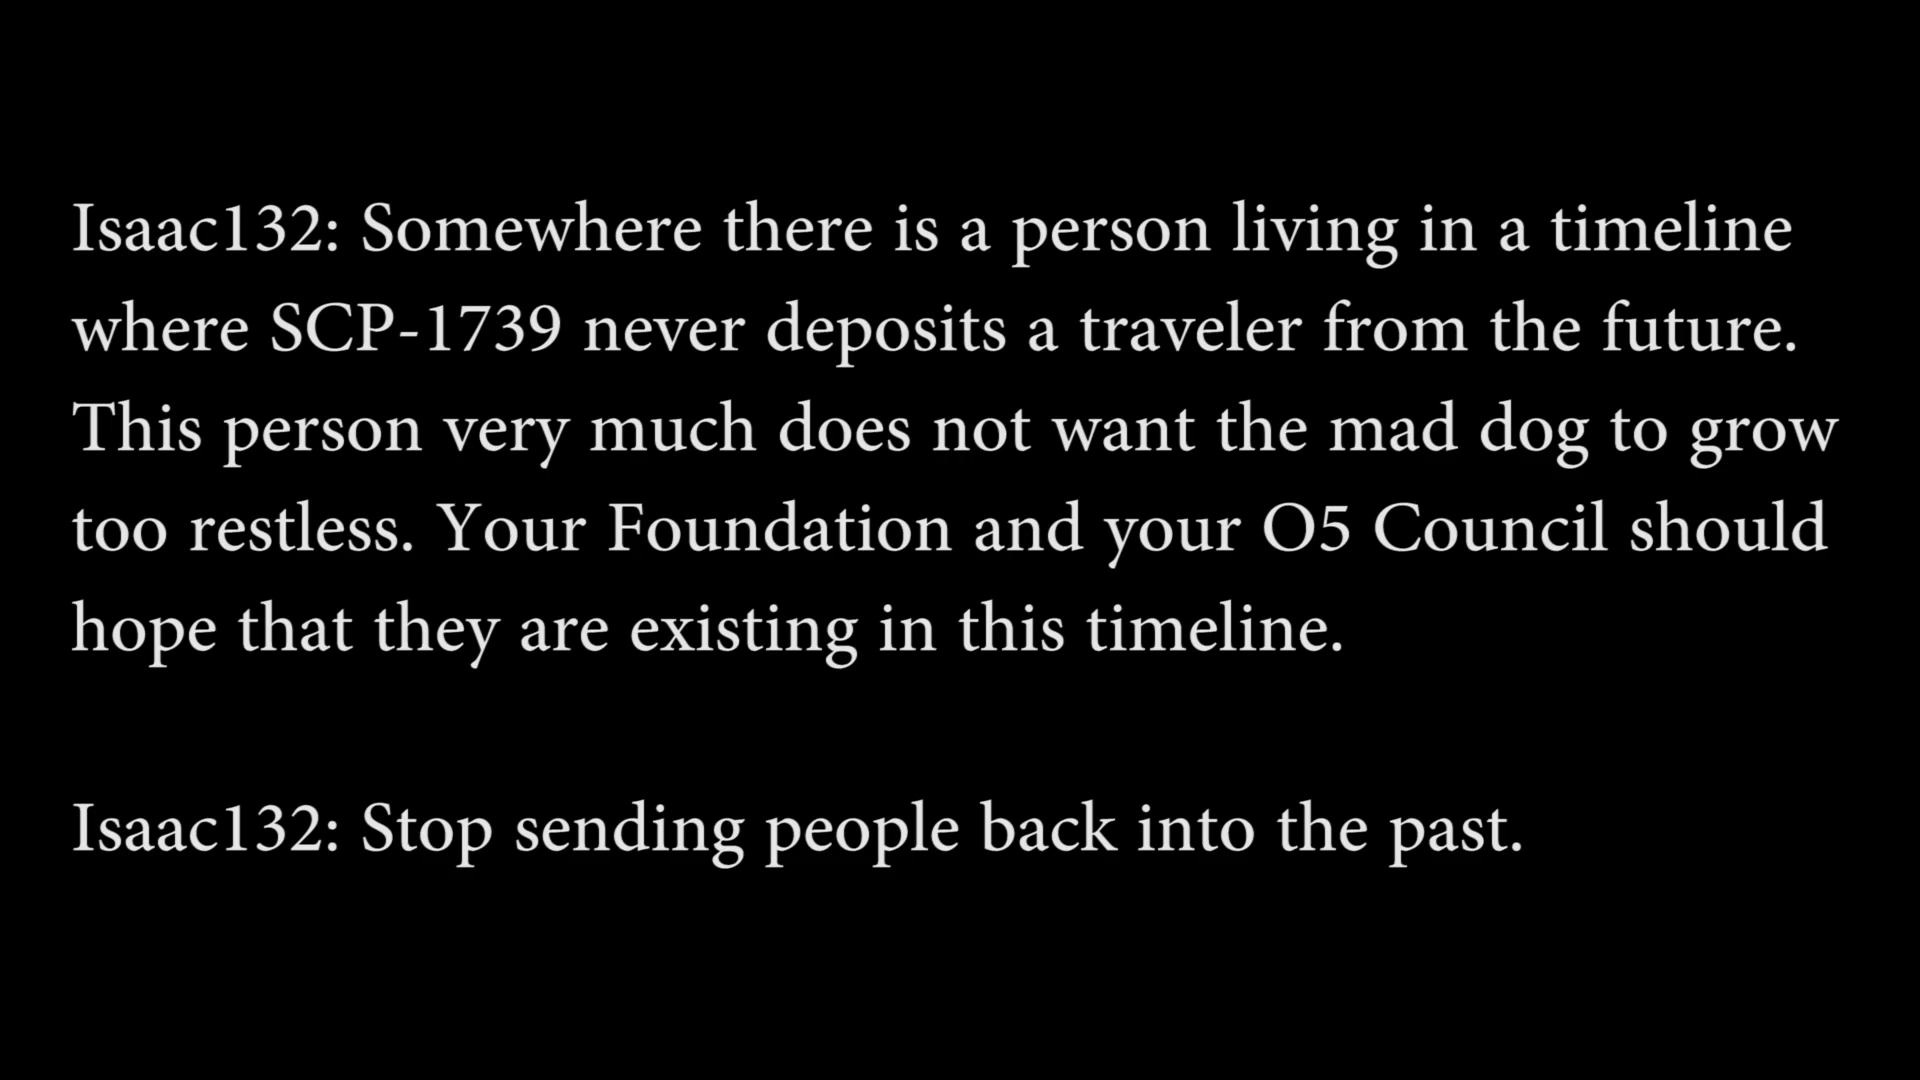 Isaac132: Somewhere there is a person living in a timeline
where SCP-1739 never deposits a traveler from the future.
This person very much does not want the mad dog to grow
too restless. Your Foundation and your O5 Council should
hope that they are existing in this timeline.
Isaac132: Stop sending people back into the past.